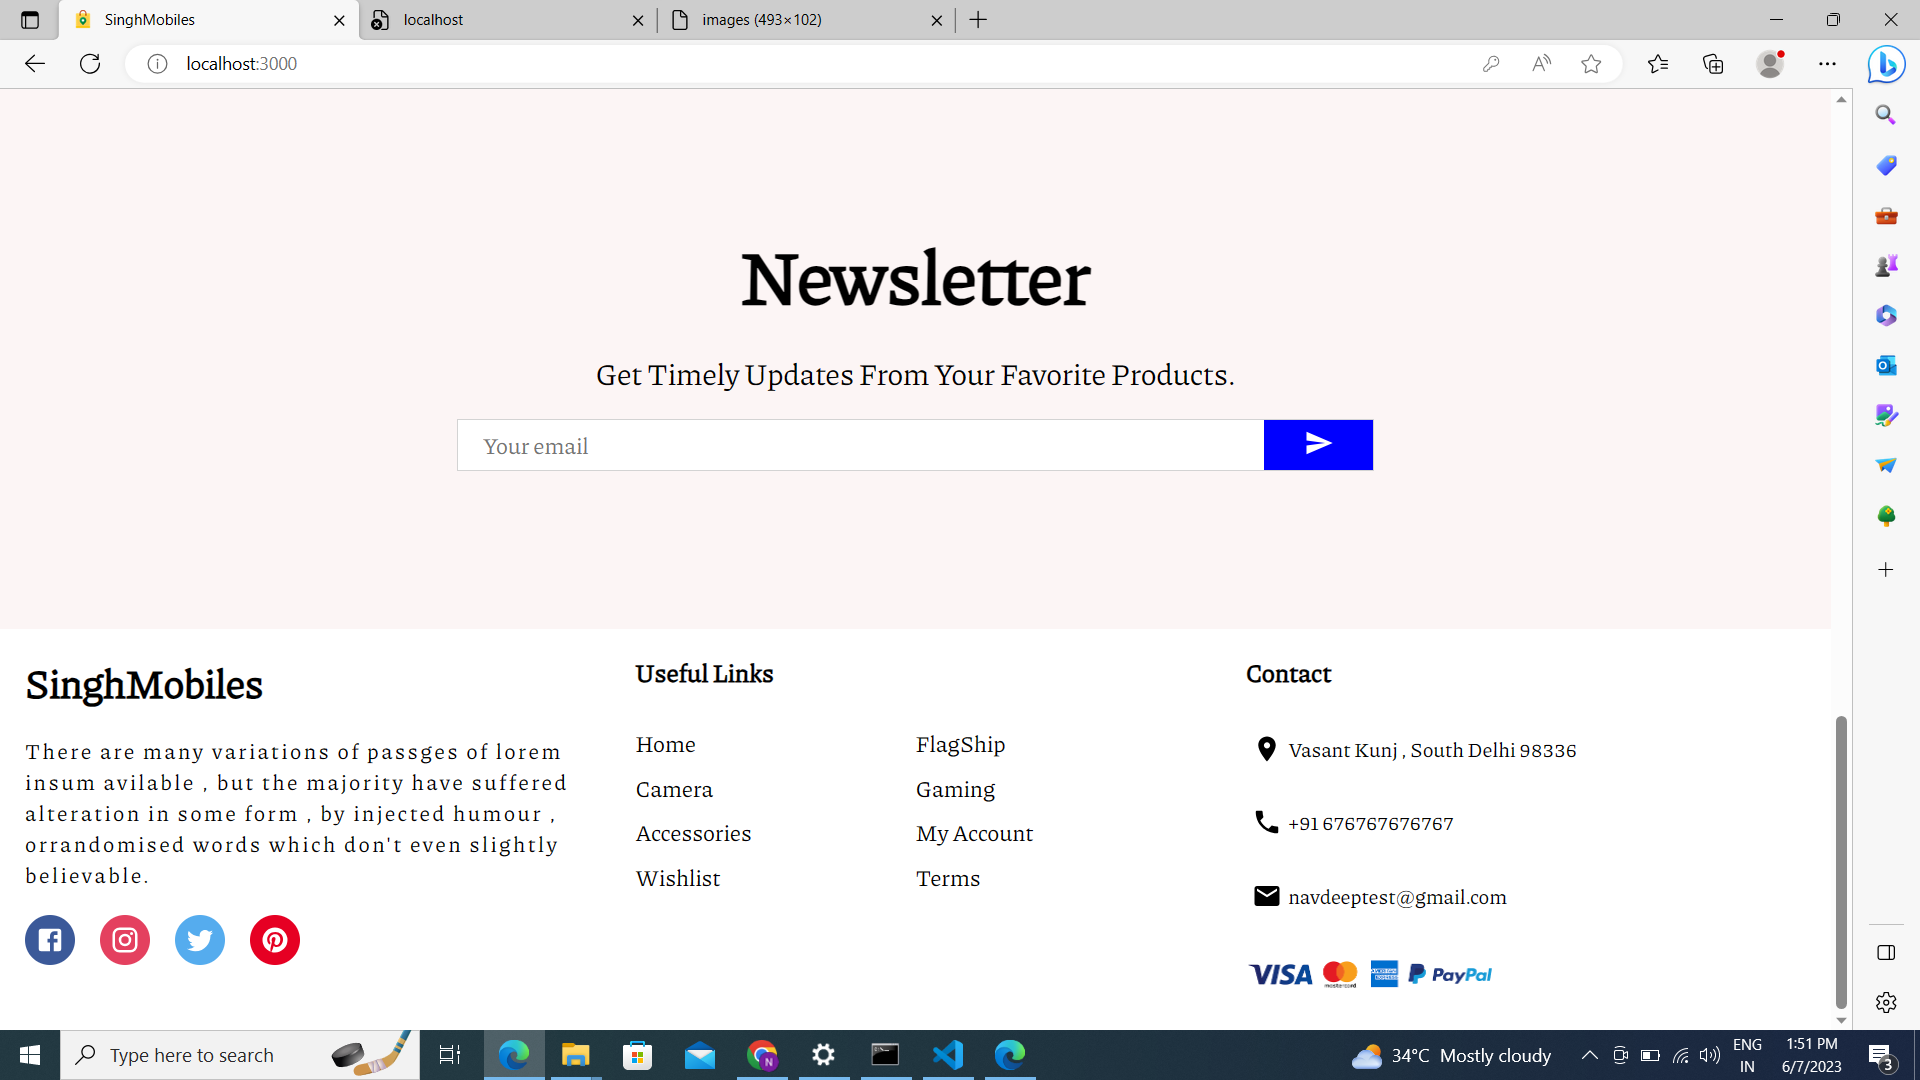 SinghMobiles
localhost
images (493×102)
localhost:3000
Newsletter
Get Timely Updates From Your Favorite Products.
Your email
SinghMobiles
There are many variations of passges of lorem
insum avilable , but the majority have suffered
alteration in some form , by injected humour ,
orrandomised words which don't even slightly
believable.
Useful Links
Home
FlagShip
Camera
Gaming
Accessories
My Account
Wishlist
Terms
Contact
Vasant Kunj , South Delhi 98336
+91 676767676767
navdeeptest@gmail.com
VISA
mastercard
AMERICAN EXPRESS
PayPal
Type here to search
N
34°C Mostly cloudy
ENG
IN
1:51 PM
6/7/2023
3